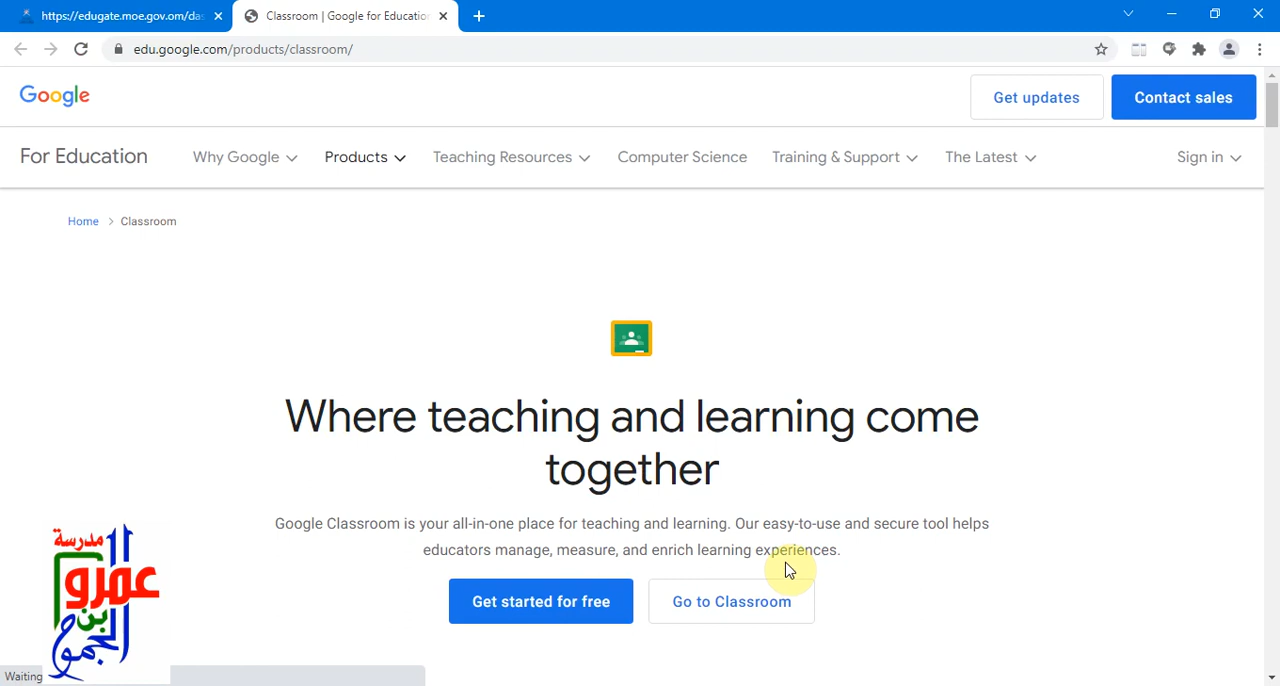 https://edugate.moe.gov.om/da
Classroom | Google for Education
edu.google.com/products/classroom/
Google
Get updates
Contact sales
For Education
Why Google
Products
Teaching Resources
Computer Science
Training & Support
The Latest
Sign in
Home > Classroom
Where teaching and learning come
together
Google Classroom is your all-in-one place for teaching and learning. Our easy-to-use and secure tool helps
educators manage, measure, and enrich learning experiences.
Get started for free
Go to Classroom
مدرسة
عمرو
بن
الجموح
Waiting